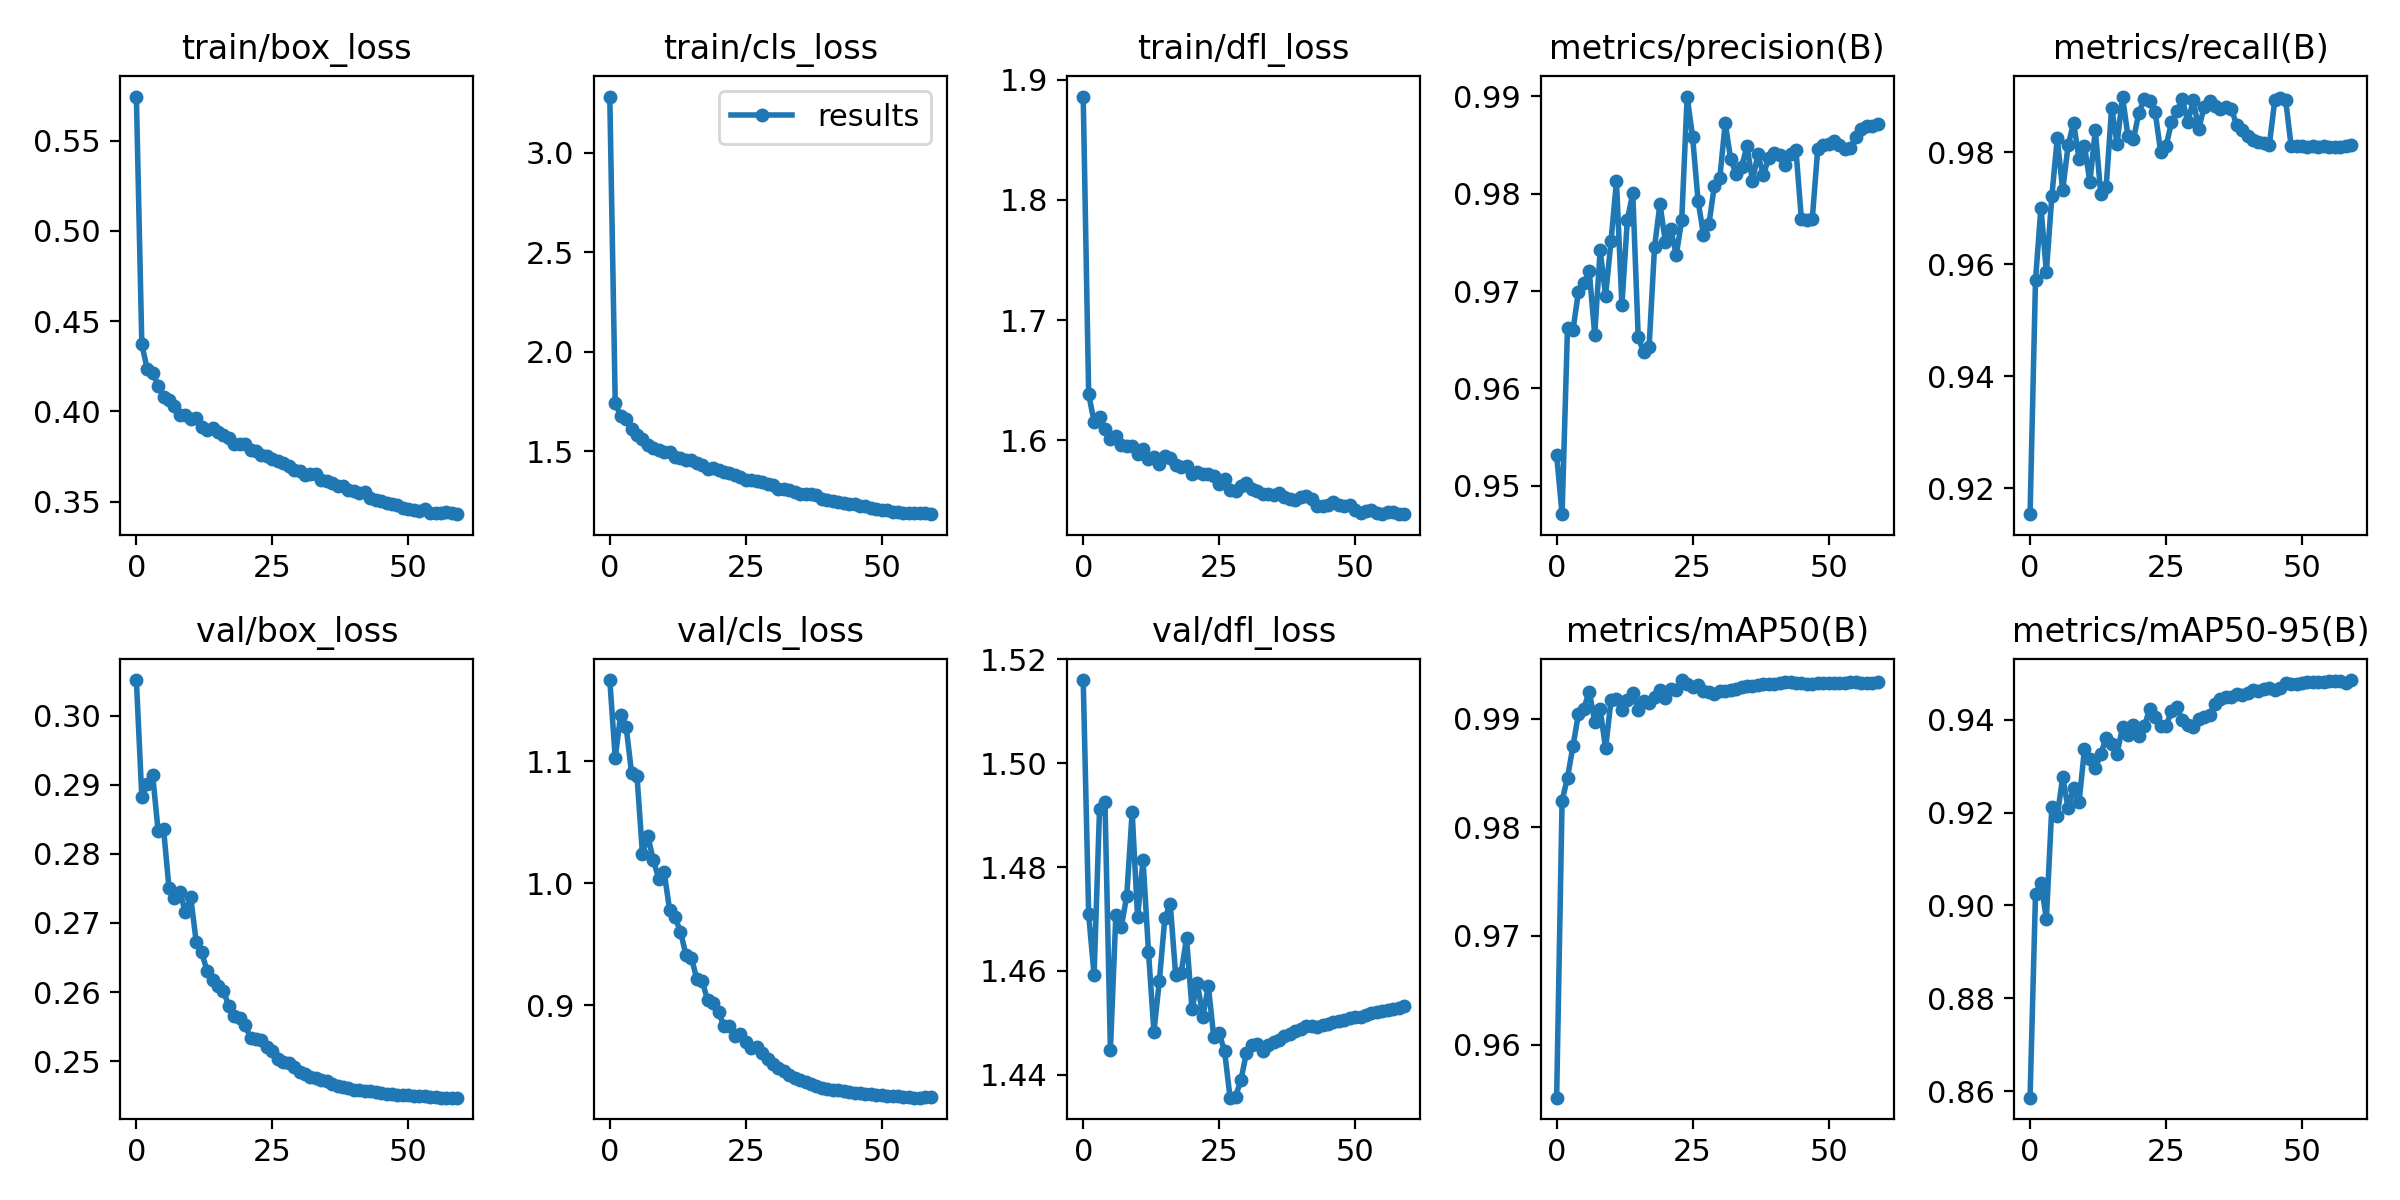 train/box_loss
0.55
0.50
0.45
0.40
0.35
0 25 50
train/cls_loss
results
3.0
2.5
2.0
1.5
0 25 50
train/dfl_loss
1.9
1.8
1.7
1.6
0 25 50
metrics/precision(B)
0.99
0.98
0.97
0.96
0.95
0 25 50
metrics/recall(B)
0.98
0.96
0.94
0.92
0 25 50
val/box_loss
0.30
0.29
0.28
0.27
0.26
0.25
0 25 50
val/cls_loss
1.1
1.0
0.9
0 25 50
val/dfl_loss
1.52
1.50
1.48
1.46
1.44
0 25 50
metrics/mAP50(B)
0.99
0.98
0.97
0.96
0 25 50
metrics/mAP50-95(B)
0.94
0.92
0.90
0.88
0.86
0 25 50